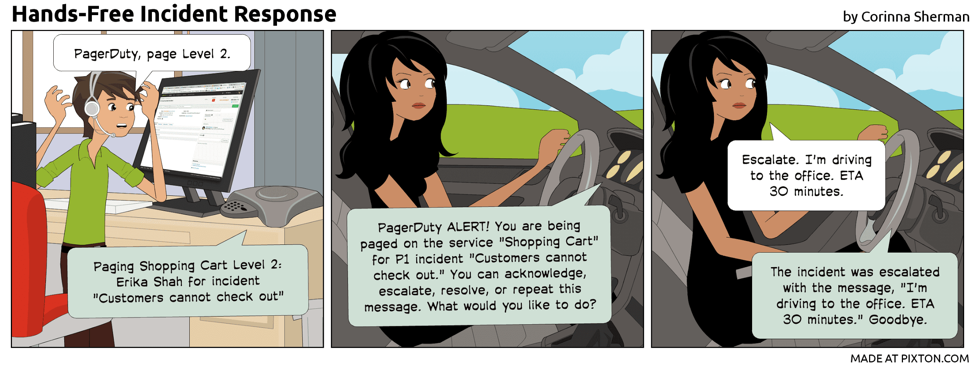 Hands-Free Incident Response
by Corinna Sherman
PagerDuty, page Level 2.
Paging Shopping Cart Level 2:
Erika Shah for incident
"Customers cannot check out"
PagerDuty ALERT! You are being
paged on the service "Shopping Cart"
for P1 incident "Customers cannot
check out." You can acknowledge,
escalate, resolve, or repeat this
message. What would you like to do?
Escalate. I'm driving
to the office. ETA
30 minutes.
The incident was escalated
with the message, "I'm
driving to the office. ETA
30 minutes." Goodbye.
MADE AT PIXTON.COM